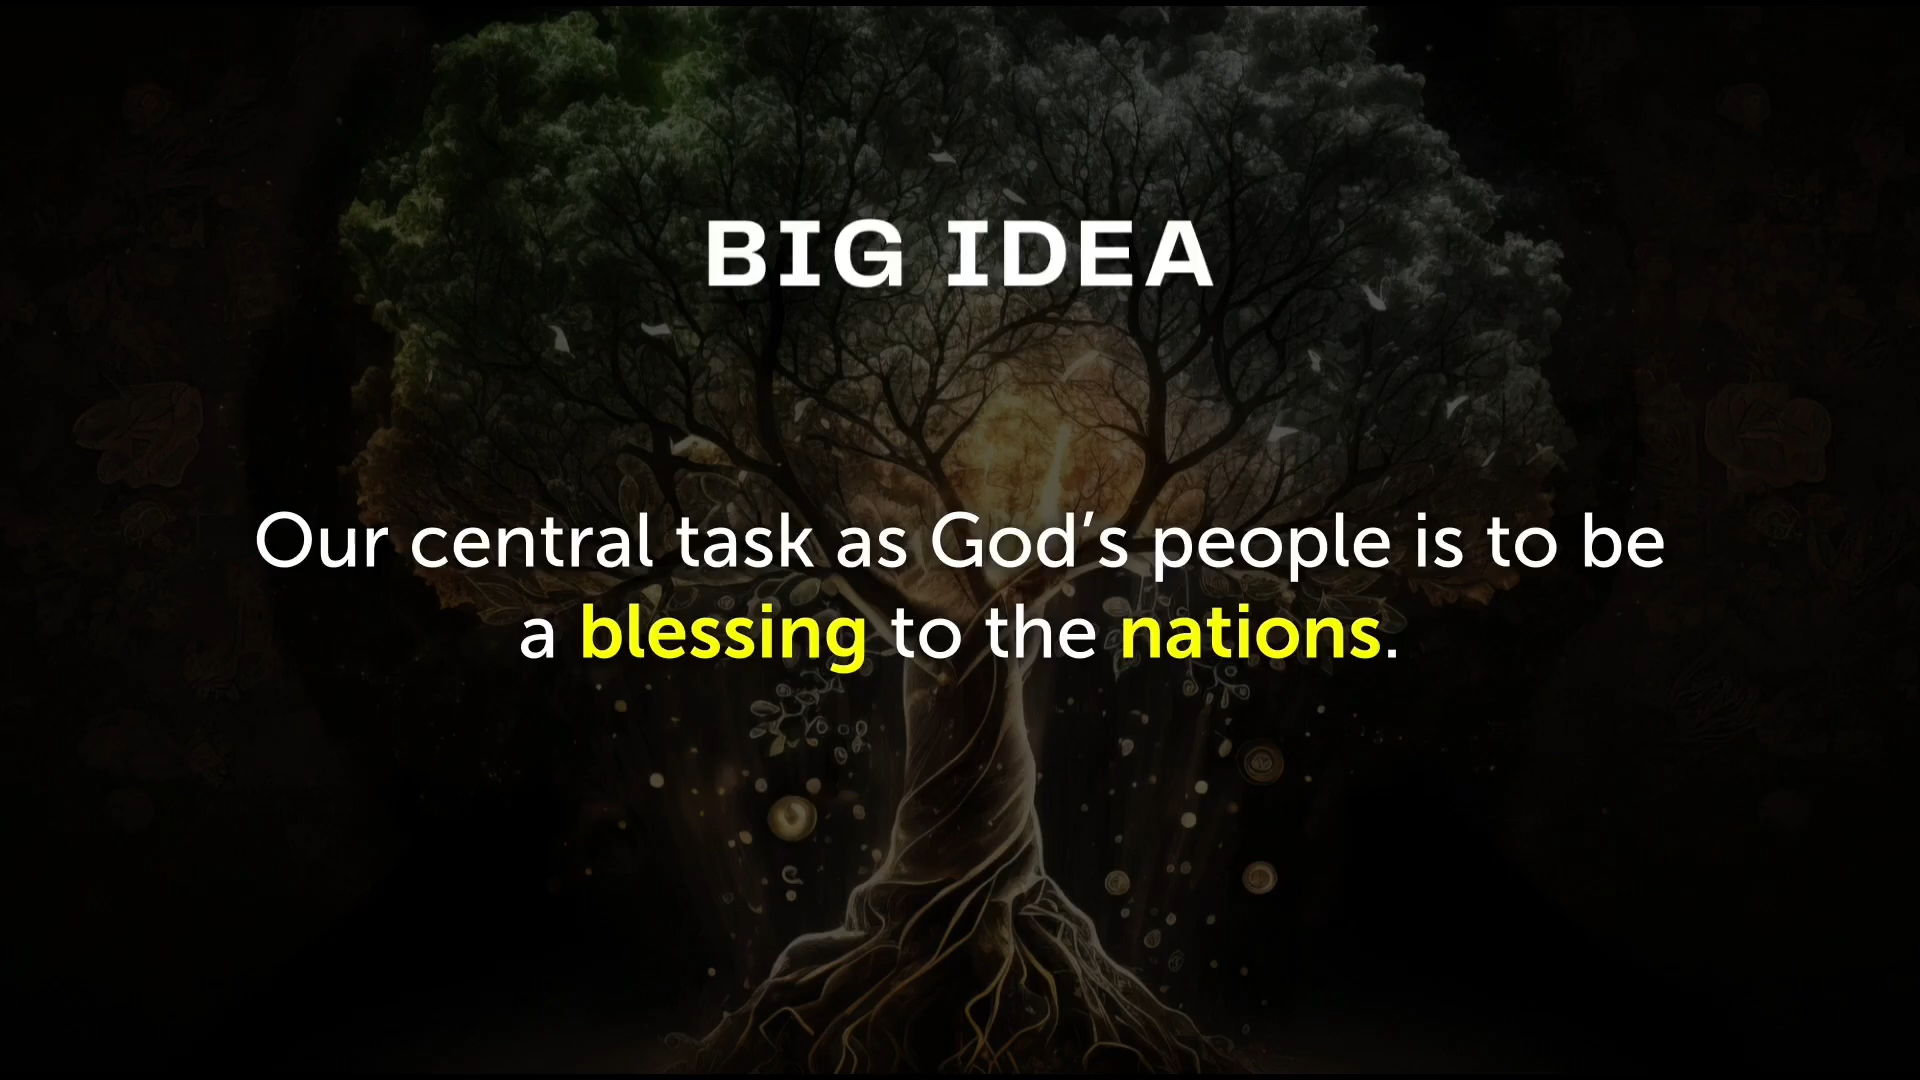 BIG IDEA
Our central task as God’s people is to be
a blessing to the nations.